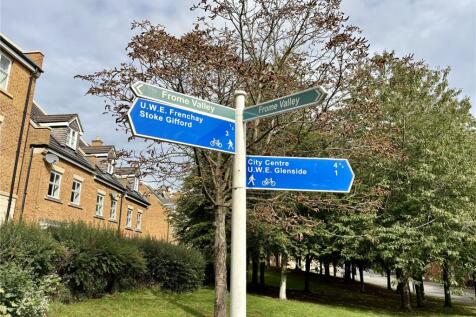 Frome Valley
Frome Valley
U.W.E. Frenchay
Stoke Gifford 3
City Centre 4
U.W.E. Glenside 1